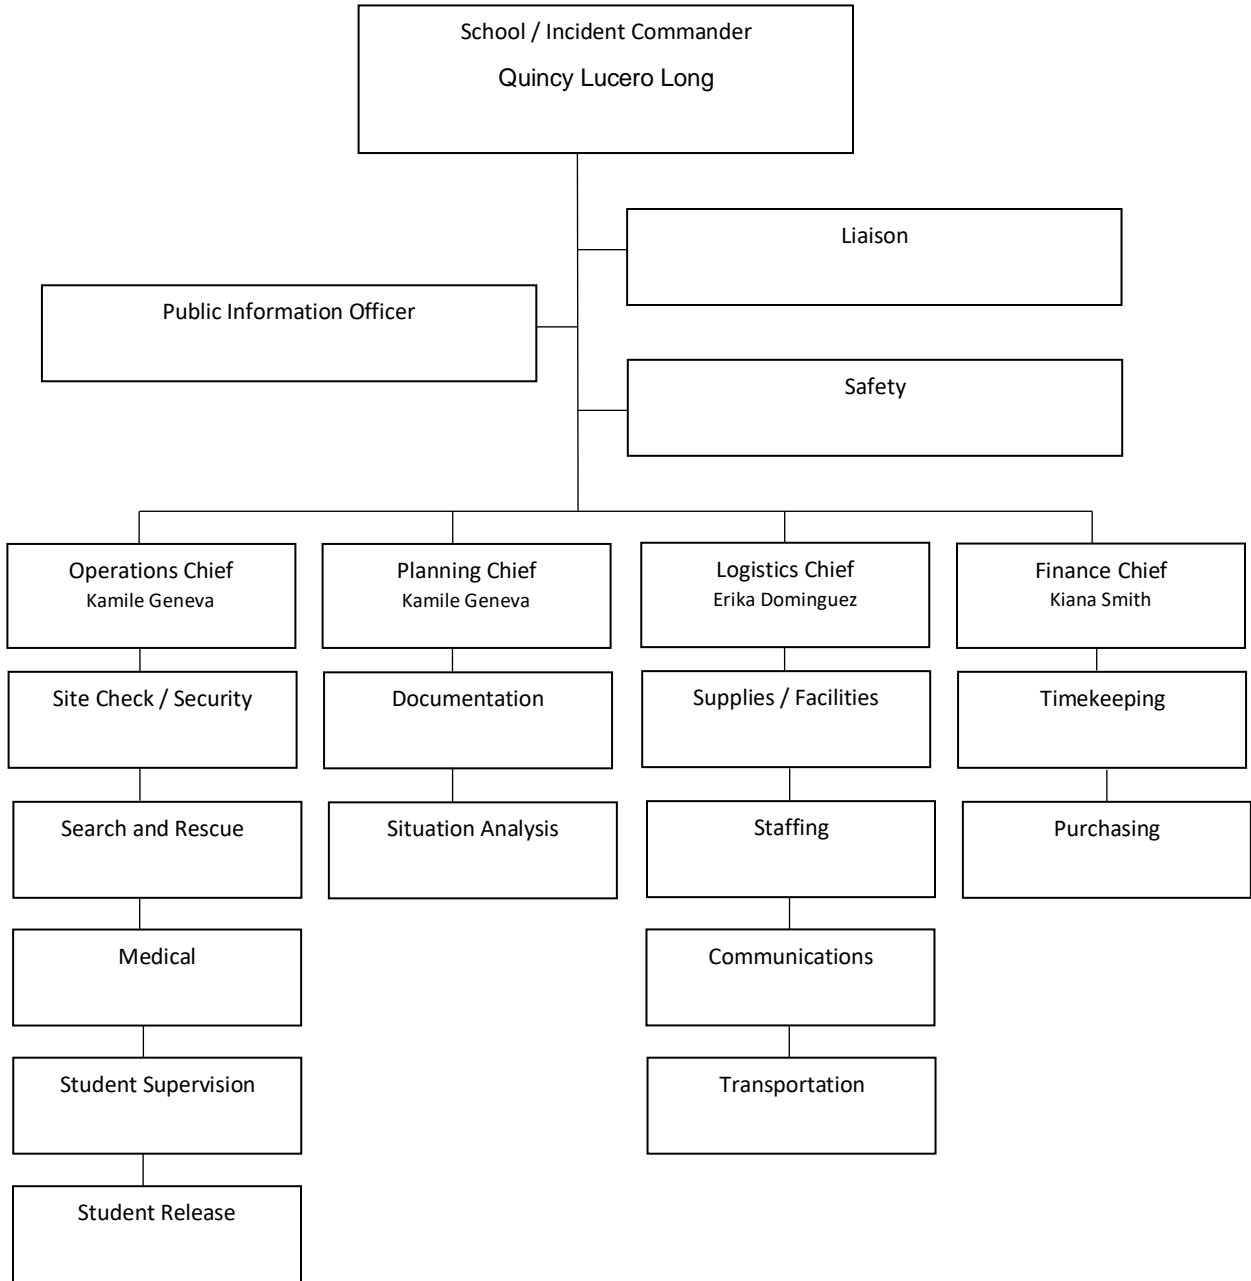 School / Incident Commander
Quincy Lucero Long
Liaison
Public Information Officer
Safety
Operations Chief
Kamile Geneva
Planning Chief
Kamile Geneva
Logistics Chief
Erika Dominguez
Finance Chief
Kiana Smith
Site Check / Security
Documentation
Supplies / Facilities
Timekeeping
Search and Rescue
Situation Analysis
Staffing
Purchasing
Medical
Communications
Student Supervision
Transportation
Student Release